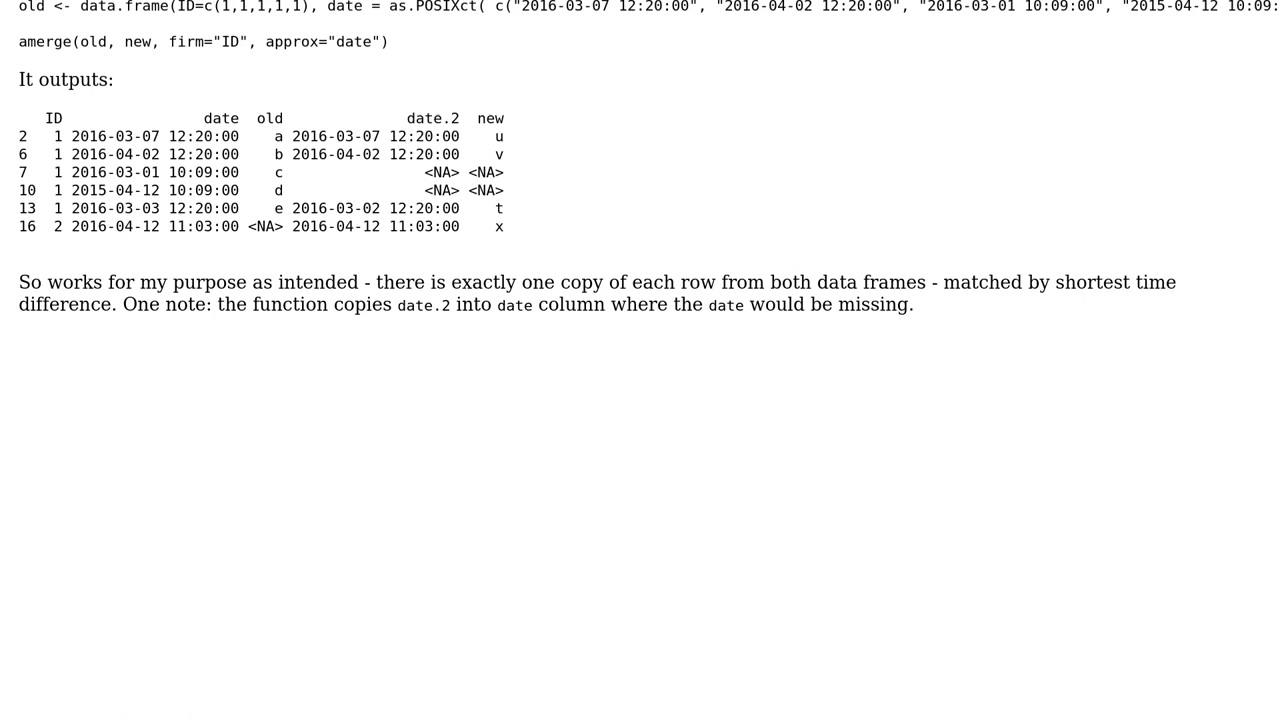 old <- data.frame(ID=c(1,1,1,1,1), date = as.POSIXct( c("2016-03-07 12:20:00", "2016-04-02 12:20:00", "2016-03-01 10:09:00", "2015-04-12 10:09:
amerge(old, new, firm="ID", approx="date")
It outputs:
   ID                date  old              date.2  new
2   1 2016-03-07 12:20:00    a 2016-03-07 12:20:00    u
6   1 2016-04-02 12:20:00    b 2016-04-02 12:20:00    v
7   1 2016-03-01 10:09:00    c                <NA> <NA>
10  1 2015-04-12 10:09:00    d                <NA> <NA>
13  1 2016-03-03 12:20:00    e 2016-03-02 12:20:00    t
16  2 2016-04-12 11:03:00 <NA> 2016-04-12 11:03:00    x
So works for my purpose as intended - there is exactly one copy of each row from both data frames - matched by shortest time
difference. One note: the function copies date.2 into date column where the date would be missing.